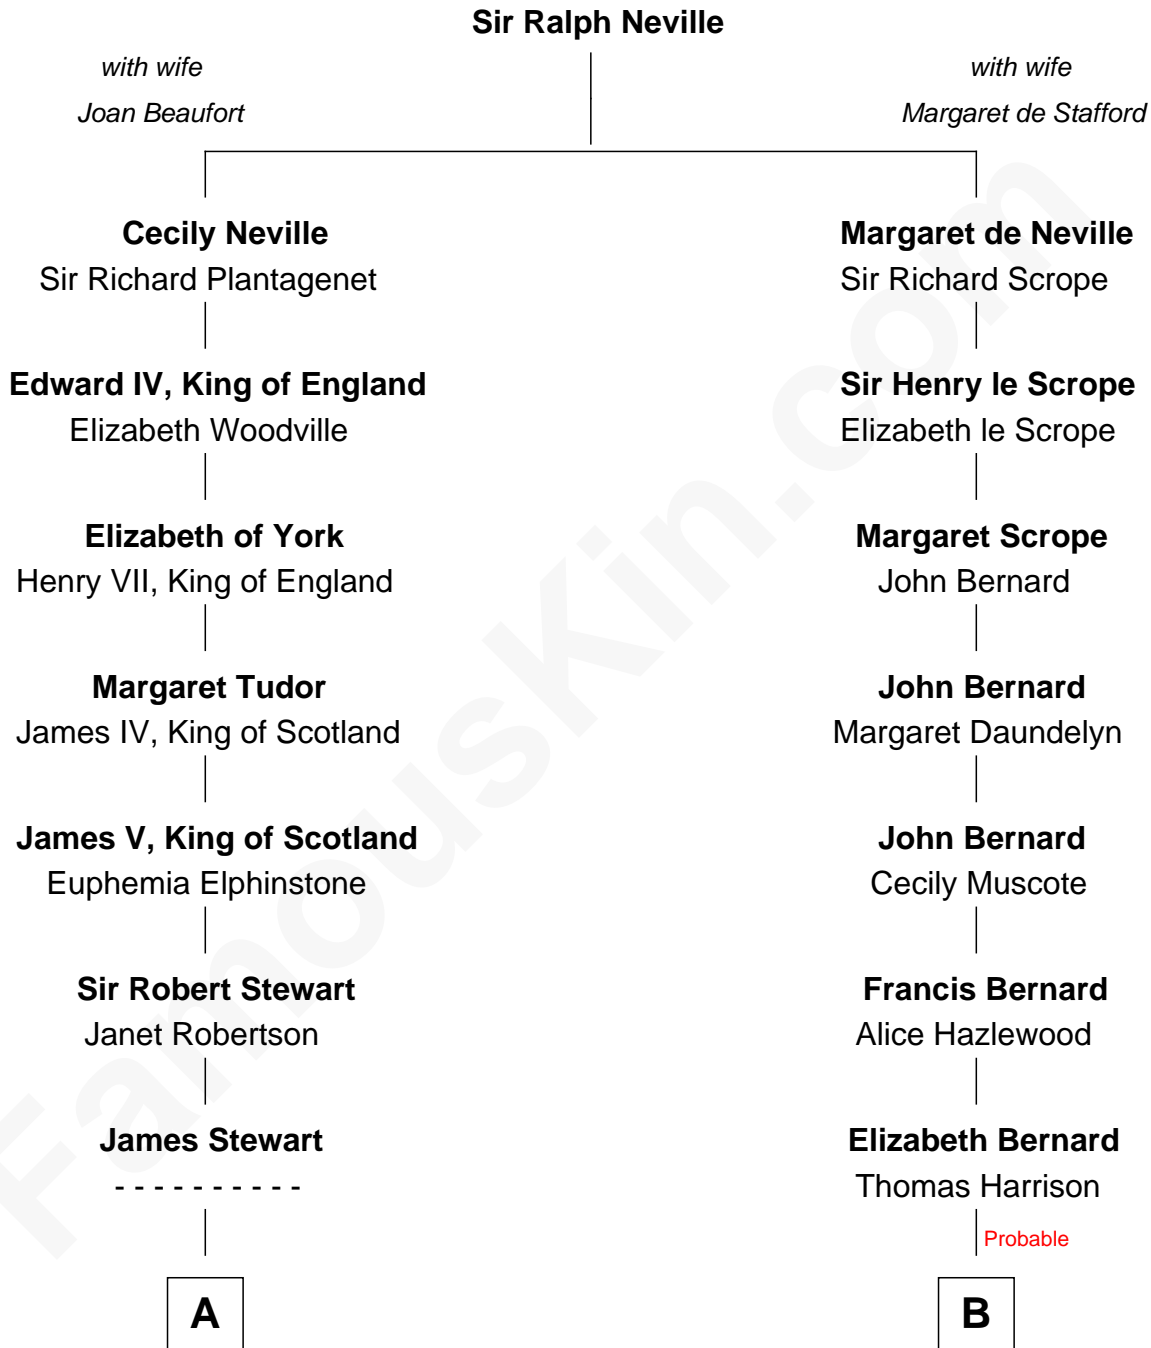 Sir Ralph Neville
with wife
Joan Beaufort
with wife
Margaret de Stafford
Cecily Neville
Sir Richard Plantagenet
Margaret de Neville
Sir Richard Scrope
Edward IV, King of England
Elizabeth Woodville
Sir Henry le Scrope
Elizabeth le Scrope
Elizabeth of York
Henry VII, King of England
Margaret Scrope
John Bernard
Margaret Tudor
James IV, King of Scotland
John Bernard
Margaret Daundelyn
James V, King of Scotland
Euphemia Elphinstone
John Bernard
Cecily Muscote
Sir Robert Stewart
Janet Robertson
Francis Bernard
Alice Hazlewood
James Stewart
- - - - - - - - - -
Elizabeth Bernard
Thomas Harrison
Probable
A
B
FamousKin.com